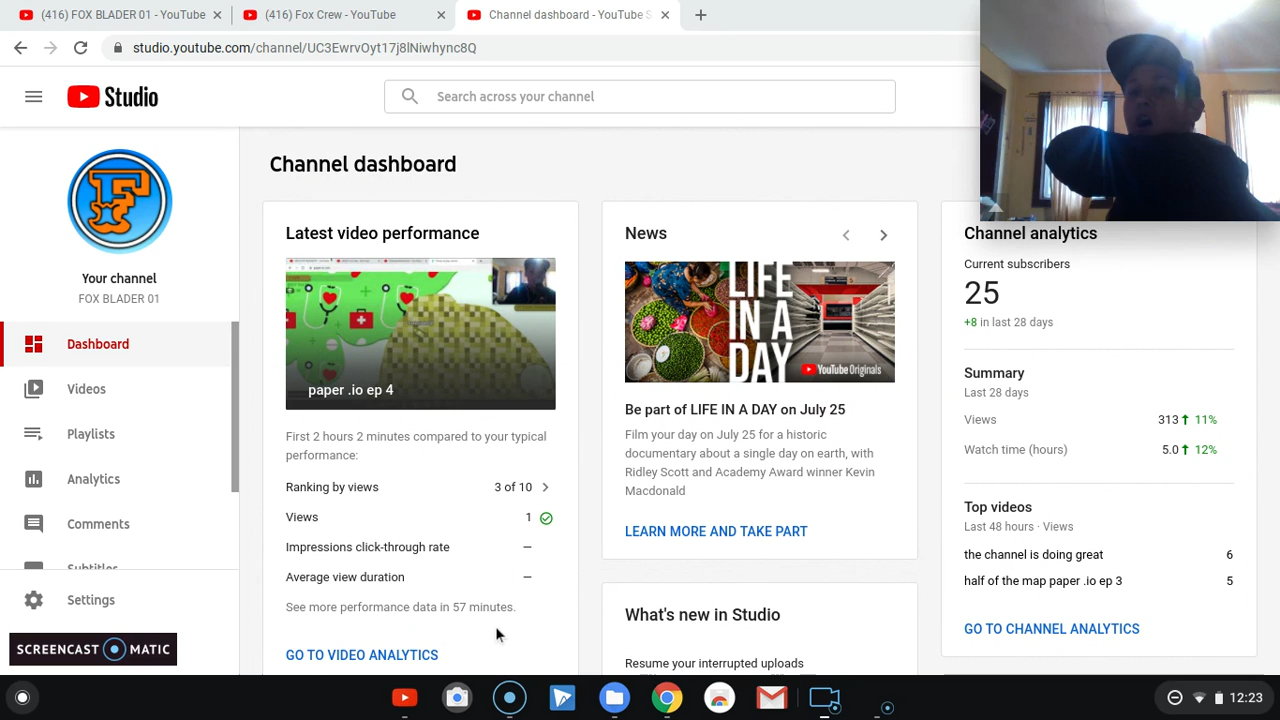 (416) FOX BLADER 01 - YouTube
(416) Fox Crew - YouTube
Channel dashboard - YouTube S
studio.youtube.com/channel/UC3EwrvOyt17j8lNiwhync8Q
Studio
Search across your channel
Your channel
FOX BLADER 01
Dashboard
Videos
Playlists
Analytics
Comments
Subtitles
Settings
SCREENCAST MATIC
Channel dashboard
Latest video performance
paper .io ep 4
First 2 hours 2 minutes compared to your typical
performance:
Ranking by views 3 of 10
Views 1
Impressions click-through rate –
Average view duration –
See more performance data in 57 minutes.
GO TO VIDEO ANALYTICS
News
LIFE
IN A
DAY
YouTube Originals
Be part of LIFE IN A DAY on July 25
Film your day on July 25 for a historic
documentary about a single day on earth, with
Ridley Scott and Academy Award winner Kevin
Macdonald
LEARN MORE AND TAKE PART
What's new in Studio
Resume your interrupted uploads
Channel analytics
Current subscribers
25
+8 in last 28 days
Summary
Last 28 days
Views 313 11%
Watch time (hours) 5.0 12%
Top videos
Last 48 hours · Views
the channel is doing great 6
half of the map paper .io ep 3 5
GO TO CHANNEL ANALYTICS
12:23